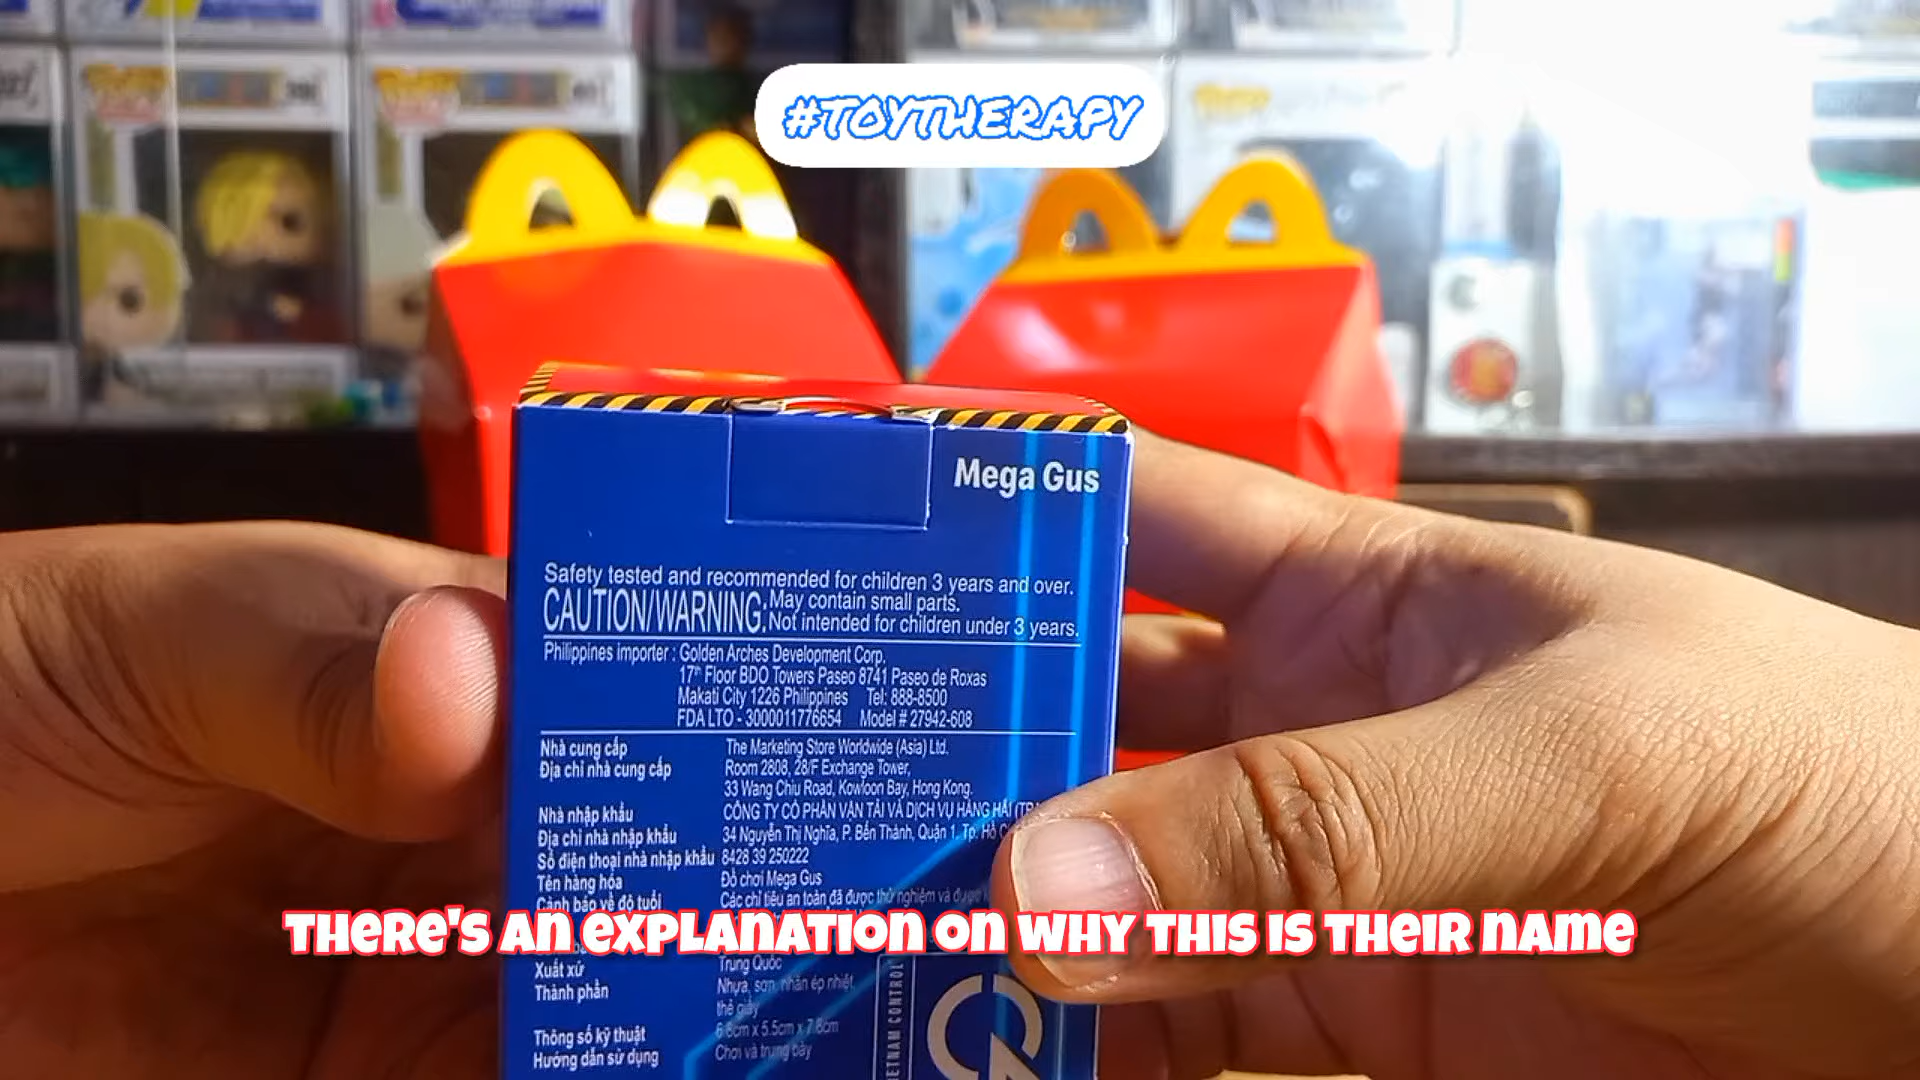 #TOYTHERAPY
Mega Gus
Safety tested and recommended for children 3 years and over.
CAUTION/WARNING: May contain small parts.
Not intended for children under 3 years.
Philippines importer : Golden Arches Development Corp.
17th Floor BDO Towers Paseo 8741 Paseo de Roxas
Makati City 1226 Philippines Tel: 888-8500
FDA LTO - 3000011776654 Model # 27942-608
Nhà cung cấp The Marketing Store Worldwide (Asia) Ltd.
Địa chỉ nhà cung cấp Room 2808, 28/F Exchange Tower,
33 Wang Chiu Road, Kowloon Bay, Hong Kong.
Nhà nhập khẩu CÔNG TY CỔ PHẦN VẬN TẢI VÀ DỊCH VỤ HÀNG HẢI
Địa chỉ nhà nhập khẩu 34 Nguyễn Thị Nghĩa, P. Bến Thành, Quận 1, Tp. Hồ
Số điện thoại nhà nhập khẩu 8428 39 250222
Tên hàng hóa Đồ chơi Mega Gus
Cảnh báo về độ tuổi Các chỉ tiêu an toàn đã được thử nghiệm và được
THERE'S AN EXPLANATION ON WHY THIS IS THEIR NAME
Xuất xứ Trung Quốc
Thành phần Nhựa, sơn, nhãn ép nhiệt,
thẻ giấy
Thông số kỹ thuật 6.8cm x 5.5cm x 7.8cm
Hướng dẫn sử dụng Chơi và trưng bày